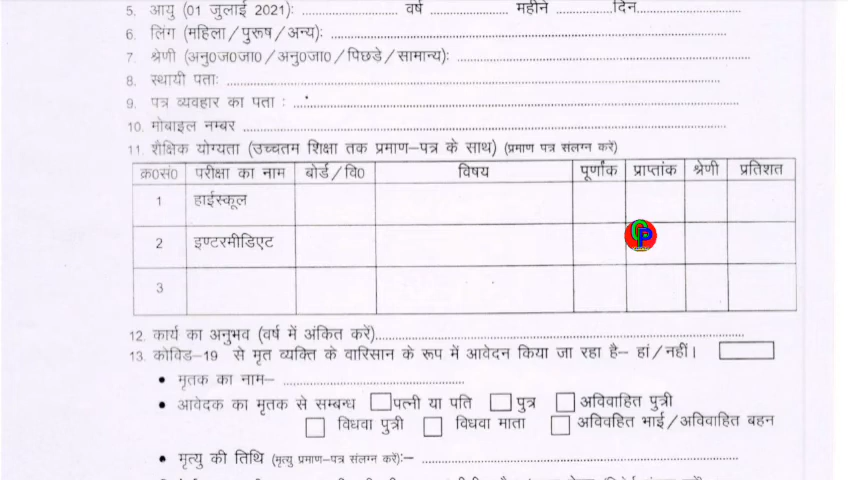 5. आयु (01 जुलाई 2021): ........................ वर्ष .................... महीने ..............दिन..................
6. लिंग (महिला/पुरूष/अन्य): ........................................................................
7. श्रेणी (अनु0ज0जा0/अनु0जा0/पिछडे/सामान्य): ........................................................
8. स्थायी पताः ........................................................................................
9. पत्र व्यवहार का पता : ..............................................................................
10. मोबाइल नम्बर ....................................................................................
11. शैक्षिक योग्यता (उच्चतम शिक्षा तक प्रमाण–पत्र के साथ) (प्रमाण पत्र संलग्न करें)
क्र0सं0 परीक्षा का नाम बोर्ड/वि0 विषय पूर्णांक प्राप्तांक श्रेणी प्रतिशत
1 हाईस्कूल
2 इण्टरमीडिएट GP
3
12. कार्य का अनुभव (वर्ष में अंकित करें)..............................................................
13. कोविड–19 से मृत व्यक्ति के वारिसान के रूप में आवेदन किया जा रहा है– हां/नहीं।
• मृतक का नाम– ..................................................
• आवेदक का मृतक से सम्बन्ध पत्नी या पति पुत्र अविवाहित पुत्री
विधवा पुत्री विधवा माता अविवहित भाई/अविवाहित बहन
• मृत्यु की तिथि (मृत्यु प्रमाण–पत्र संलग्न करें):– ........................................................